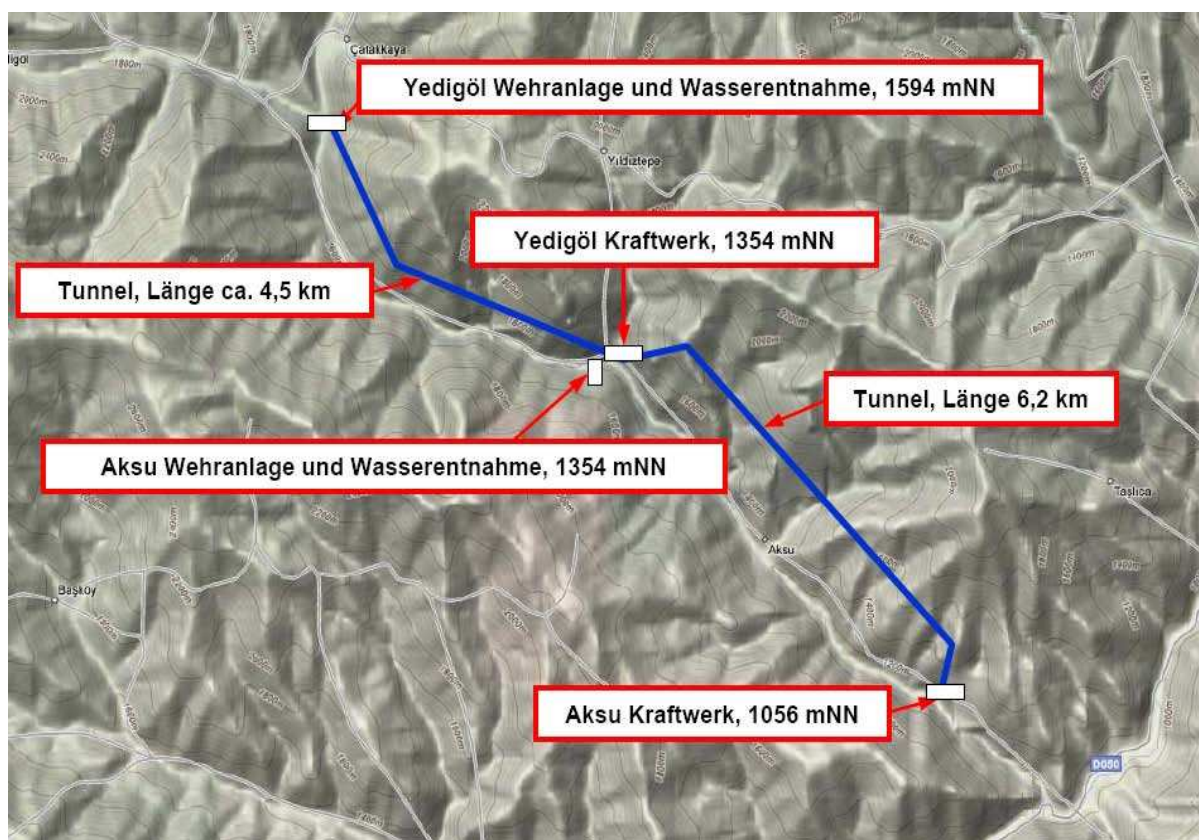 Çatakkaya
Yedigöl Wehranlage und Wasserentnahme, 1594 mNN
Yıldıztepe
Yedigöl Kraftwerk, 1354 mNN
Tunnel, Länge ca. 4,5 km
Tunnel, Länge 6,2 km
Aksu Wehranlage und Wasserentnahme, 1354 mNN
Taşlıca
Aksu
Başköy
Aksu Kraftwerk, 1056 mNN
D050